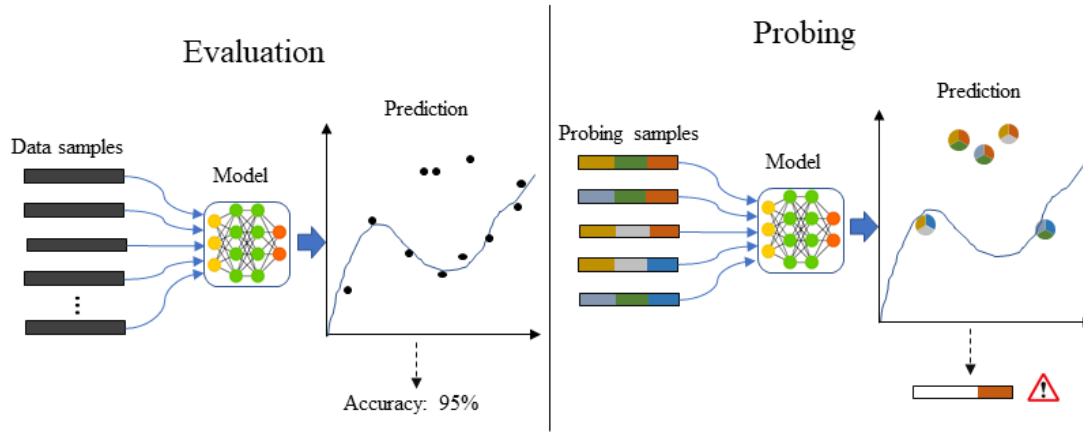 Evaluation
Prediction
Data samples
Model
Accuracy: 95%
Probing
Prediction
Probing samples
Model